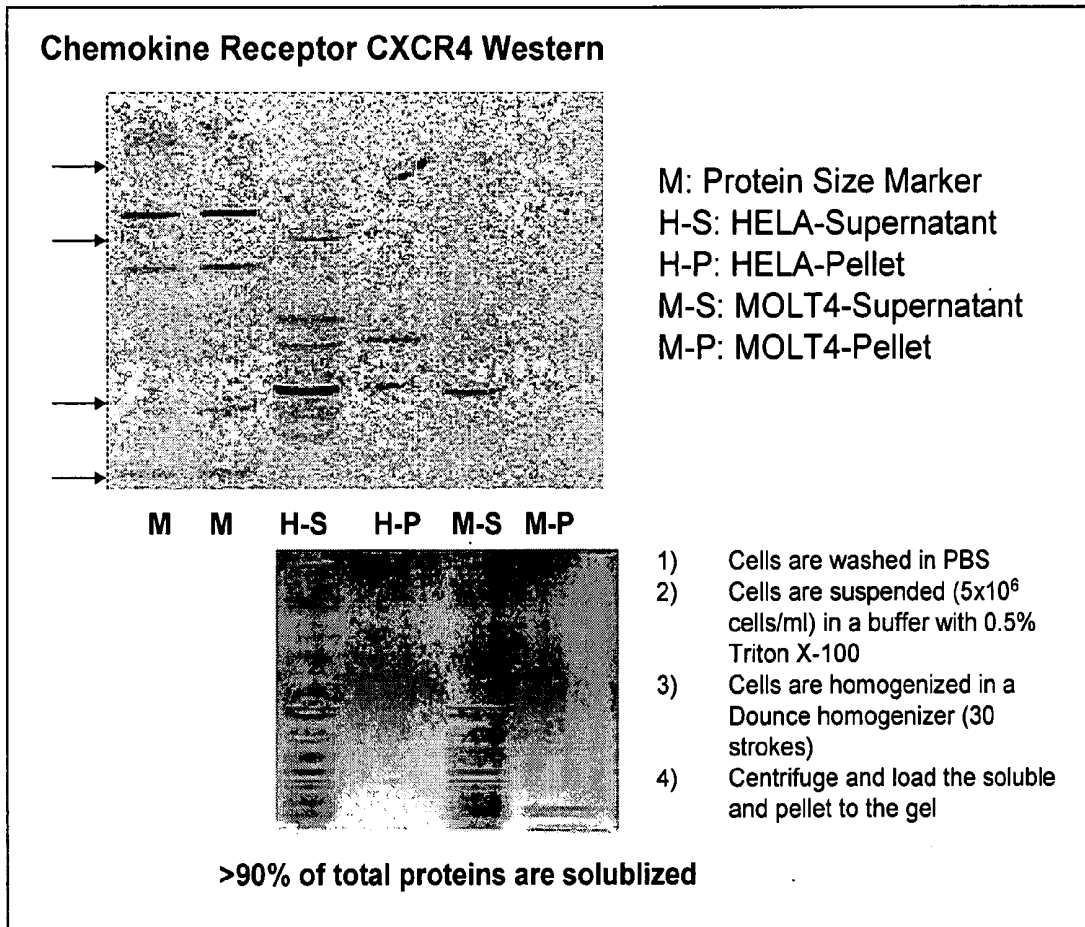 Chemokine Receptor CXCR4 Western
M: Protein Size Marker
H-S: HELA-Supernatant
H-P: HELA-Pellet
M-S: MOLT4-Supernatant
M-P: MOLT4-Pellet
M M H-S H-P M-S M-P
1) Cells are washed in PBS
2) Cells are suspended (5x10⁶
cells/ml) in a buffer with 0.5%
Triton X-100
3) Cells are homogenized in a
Dounce homogenizer (30
strokes)
4) Centrifuge and load the soluble
and pellet to the gel
>90% of total proteins are solublized